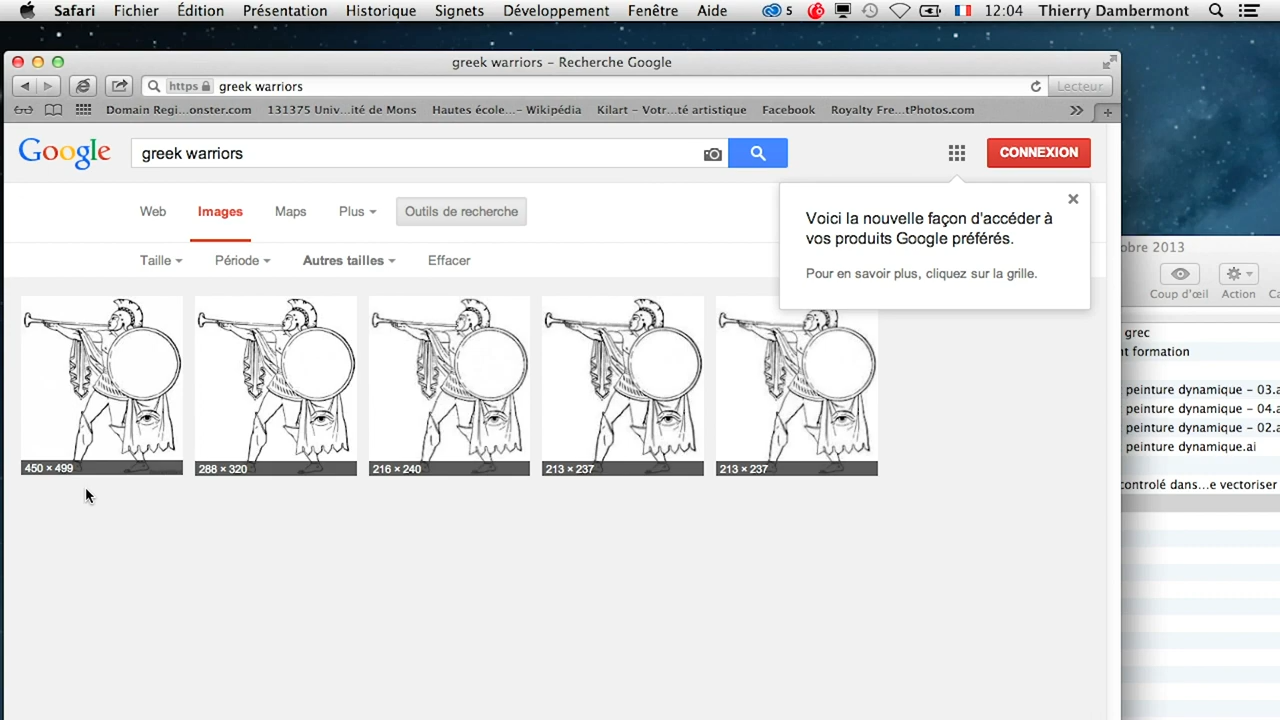 Safari Fichier Édition Présentation Historique Signets Développement Fenêtre Aide 5 12:04 Thierry Dambermont
greek warriors – Recherche Google
https greek warriors Lecteur
Domain Regi...onster.com 131375 Univ...ité de Mons Hautes école... – Wikipédia Kilart – Votr...té artistique Facebook Royalty Fre...tPhotos.com
Google greek warriors CONNEXION
Voici la nouvelle façon d'accéder à
vos produits Google préférés.
Pour en savoir plus, cliquez sur la grille.
Web Images Maps Plus Outils de recherche
Taille Période Autres tailles Effacer
450 × 499 288 × 320 216 × 240 213 × 237 213 × 237
obre 2013
Coup d'œil Action Ca
grec
nt formation
peinture dynamique – 03.a
peinture dynamique – 04.a
peinture dynamique – 02.a
peinture dynamique.ai
controlé dans...e vectoriser